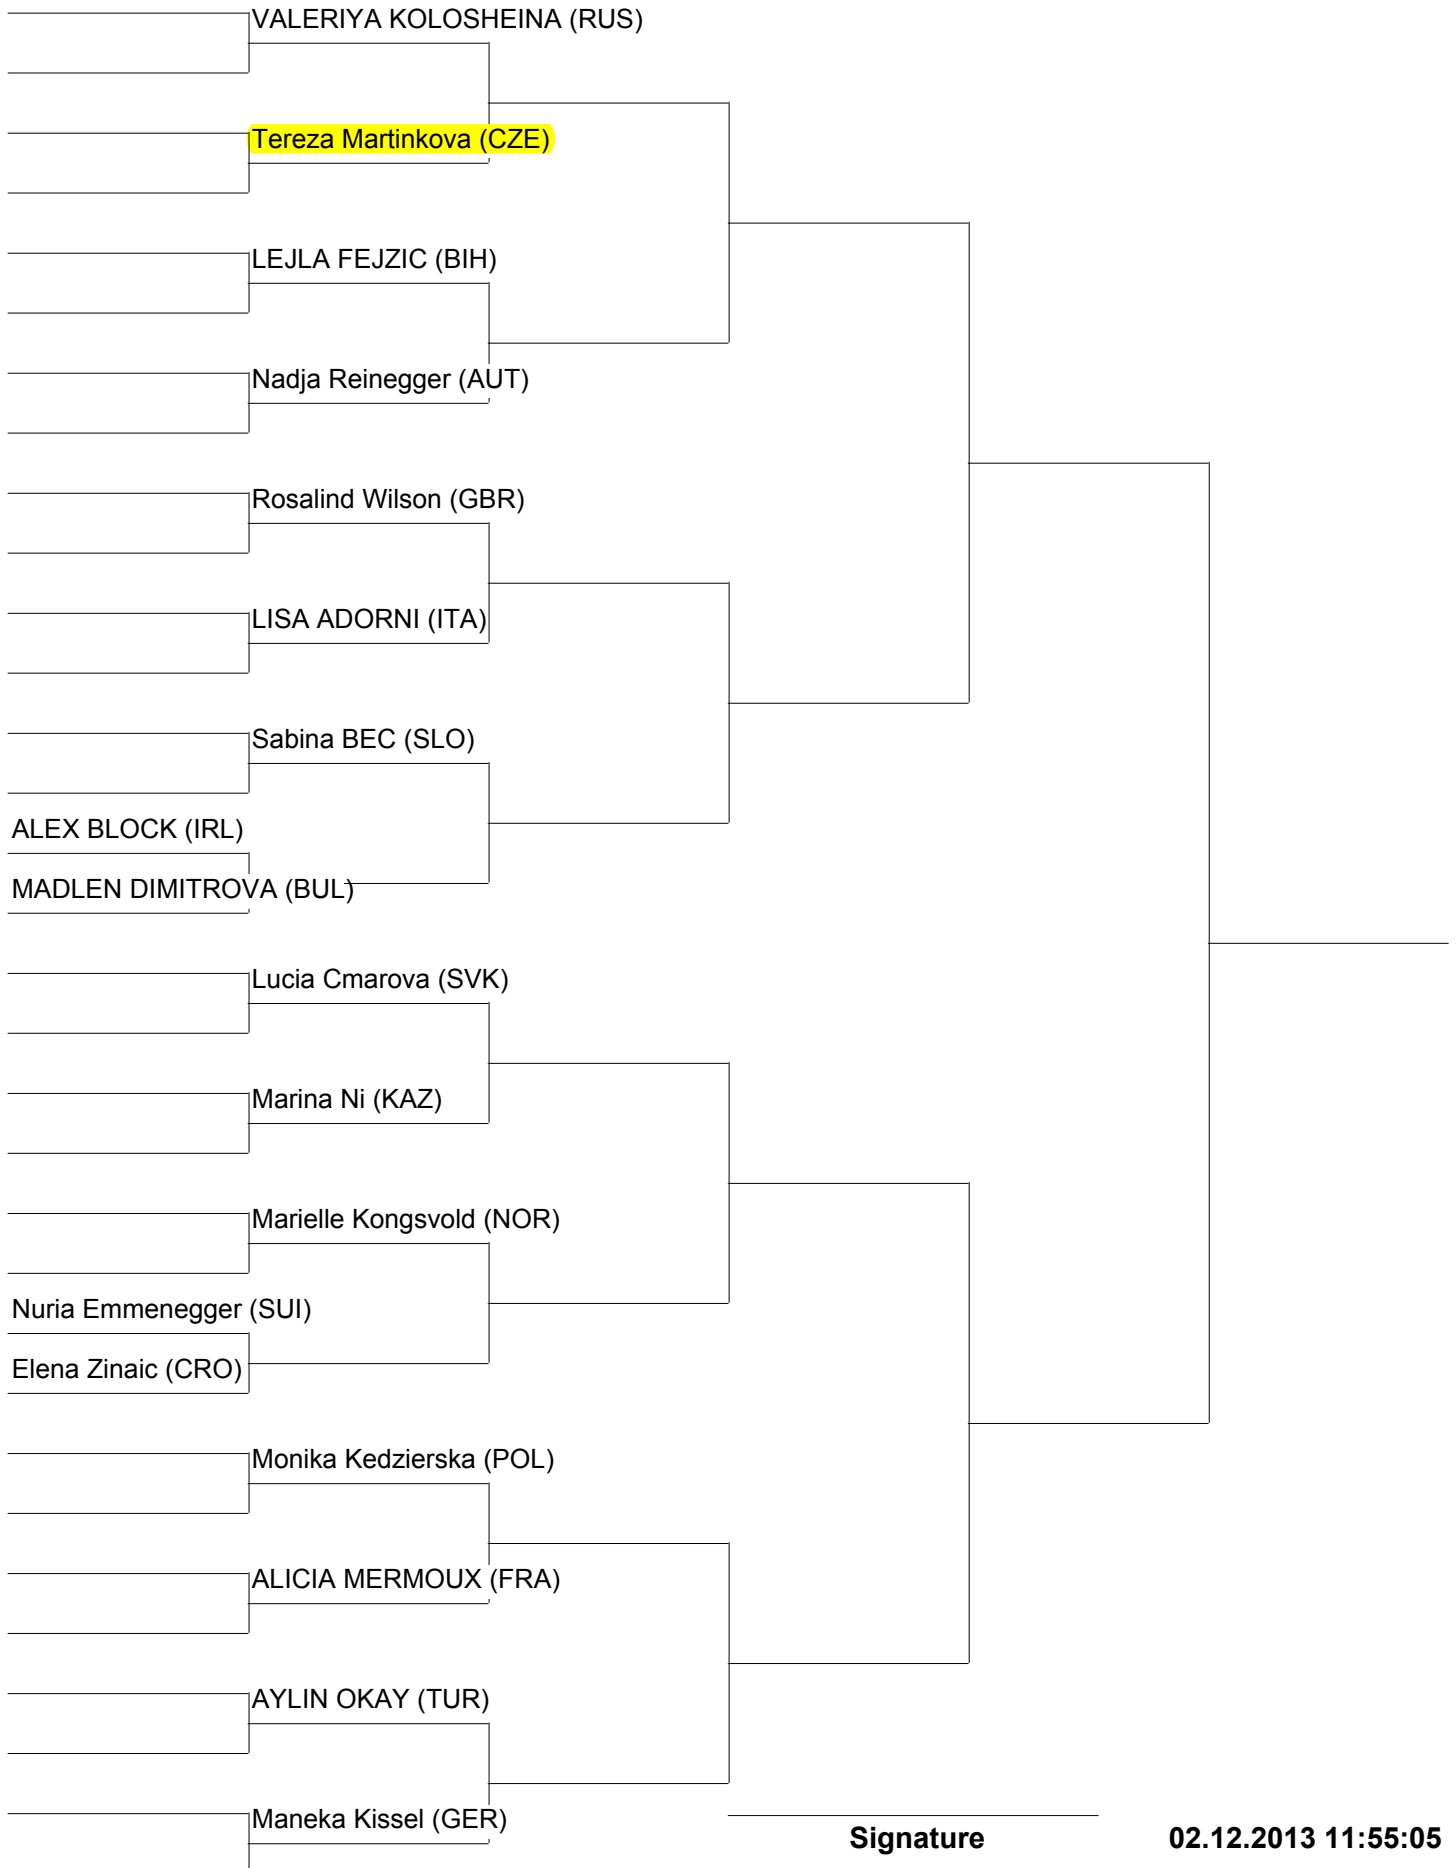 VALERIYA KOLOSHEINA (RUS)
Tereza Martinkova (CZE)
LEJLA FEJZIC (BIH)
Nadja Reinegger (AUT)
Rosalind Wilson (GBR)
LISA ADORNI (ITA)
Sabina BEC (SLO)
ALEX BLOCK (IRL)
MADLEN DIMITROVA (BUL)
Lucia Cmarova (SVK)
Marina Ni (KAZ)
Marielle Kongsvold (NOR)
Nuria Emmenegger (SUI)
Elena Zinaic (CRO)
Monika Kedzierska (POL)
ALICIA MERMOUX (FRA)
AYLIN OKAY (TUR)
Maneka Kissel (GER)
Signature
02.12.2013 11:55:05